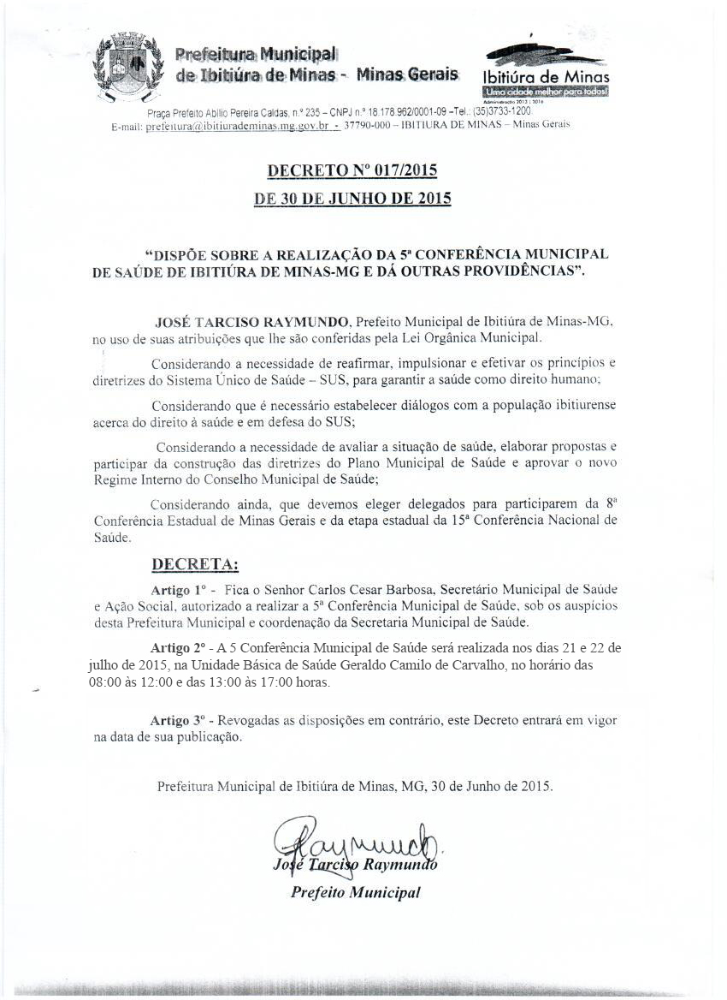 Prefeitura Municipal
de Ibitiúra de Minas - Minas Gerais
Ibitiúra de Minas
Uma cidade melhor para todos!
Administração 2013 | 2016
Praça Prefeito Abílio Pereira Caldas, n.º 235 – CNPJ n.º 18.178.962/0001-09 –Tel.: (35)3733-1200
E-mail: prefeitura@ibitiurademinas.mg.gov.br - 37790-000 – IBITIURA DE MINAS – Minas Gerais
DECRETO Nº 017/2015
DE 30 DE JUNHO DE 2015
“DISPÕE SOBRE A REALIZAÇÃO DA 5ª CONFERÊNCIA MUNICIPAL
DE SAÚDE DE IBITIÚRA DE MINAS-MG E DÁ OUTRAS PROVIDÊNCIAS”.
JOSÉ TARCISO RAYMUNDO, Prefeito Municipal de Ibitiúra de Minas-MG,
no uso de suas atribuições que lhe são conferidas pela Lei Orgânica Municipal.
Considerando a necessidade de reafirmar, impulsionar e efetivar os princípios e
diretrizes do Sistema Único de Saúde – SUS, para garantir a saúde como direito humano;
Considerando que é necessário estabelecer diálogos com a população ibitiurense
acerca do direito à saúde e em defesa do SUS;
Considerando a necessidade de avaliar a situação de saúde, elaborar propostas e
participar da construção das diretrizes do Plano Municipal de Saúde e aprovar o novo
Regime Interno do Conselho Municipal de Saúde;
Considerando ainda, que devemos eleger delegados para participarem da 8ª
Conferência Estadual de Minas Gerais e da etapa estadual da 15ª Conferência Nacional de
Saúde.
DECRETA:
Artigo 1º - Fica o Senhor Carlos Cesar Barbosa, Secretário Municipal de Saúde
e Ação Social, autorizado a realizar a 5ª Conferência Municipal de Saúde, sob os auspícios
desta Prefeitura Municipal e coordenação da Secretaria Municipal de Saúde.
Artigo 2º - A 5 Conferência Municipal de Saúde será realizada nos dias 21 e 22 de
julho de 2015, na Unidade Básica de Saúde Geraldo Camilo de Carvalho, no horário das
08:00 às 12:00 e das 13:00 às 17:00 horas.
Artigo 3º - Revogadas as disposições em contrário, este Decreto entrará em vigor
na data de sua publicação.
Prefeitura Municipal de Ibitiúra de Minas, MG, 30 de Junho de 2015.
Raymundo.
José Tarciso Raymundo
Prefeito Municipal